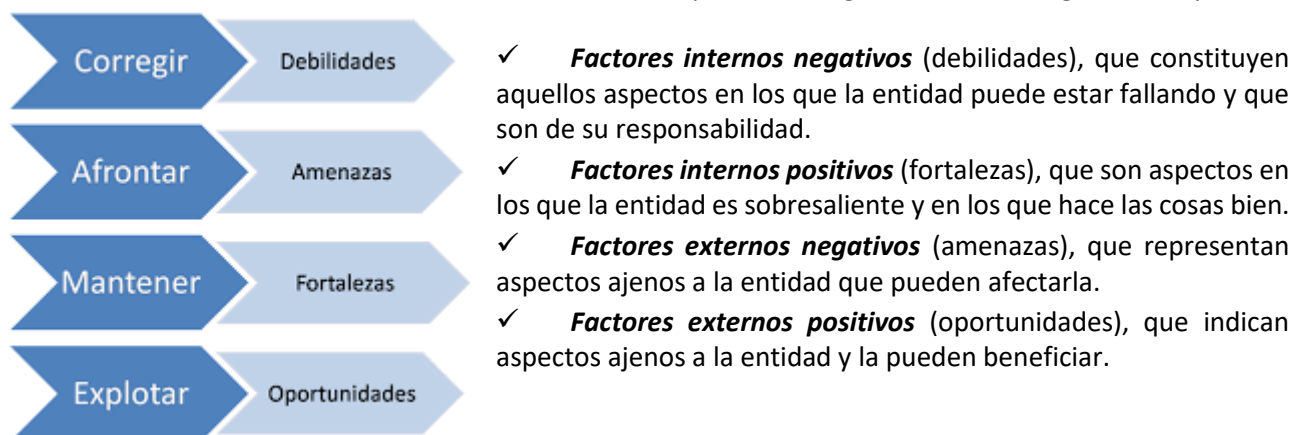 Corregir
Debilidades
Afrontar
Amenazas
Mantener
Fortalezas
Explotar
Oportunidades
✓ Factores internos negativos (debilidades), que constituyen
aquellos aspectos en los que la entidad puede estar fallando y que
son de su responsabilidad.
✓ Factores internos positivos (fortalezas), que son aspectos en
los que la entidad es sobresaliente y en los que hace las cosas bien.
✓ Factores externos negativos (amenazas), que representan
aspectos ajenos a la entidad que pueden afectarla.
✓ Factores externos positivos (oportunidades), que indican
aspectos ajenos a la entidad y la pueden beneficiar.